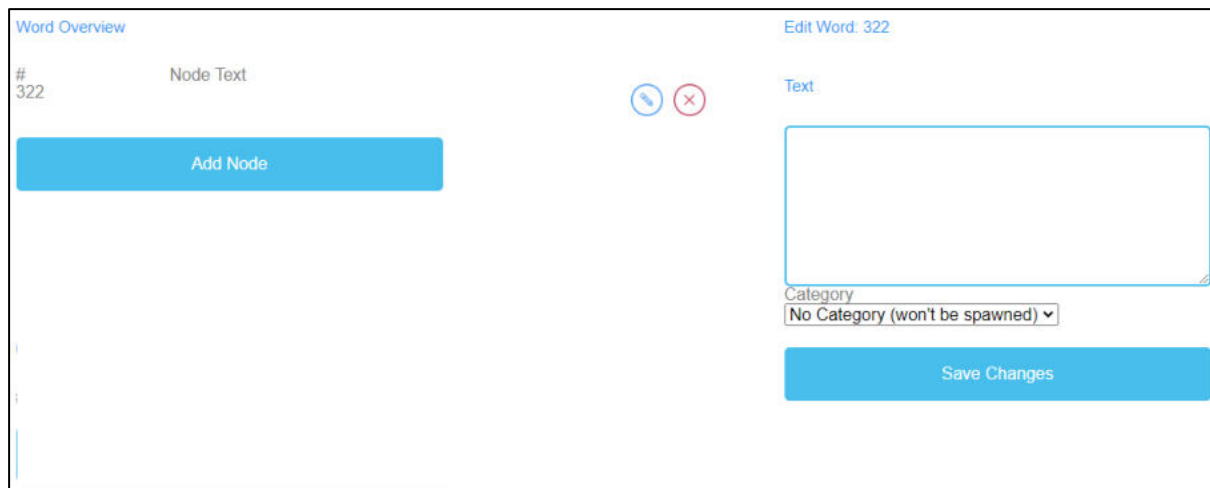 Word Overview
# Node Text
322
Add Node
Edit Word: 322
Text
Category
No Category (won't be spawned)
Save Changes